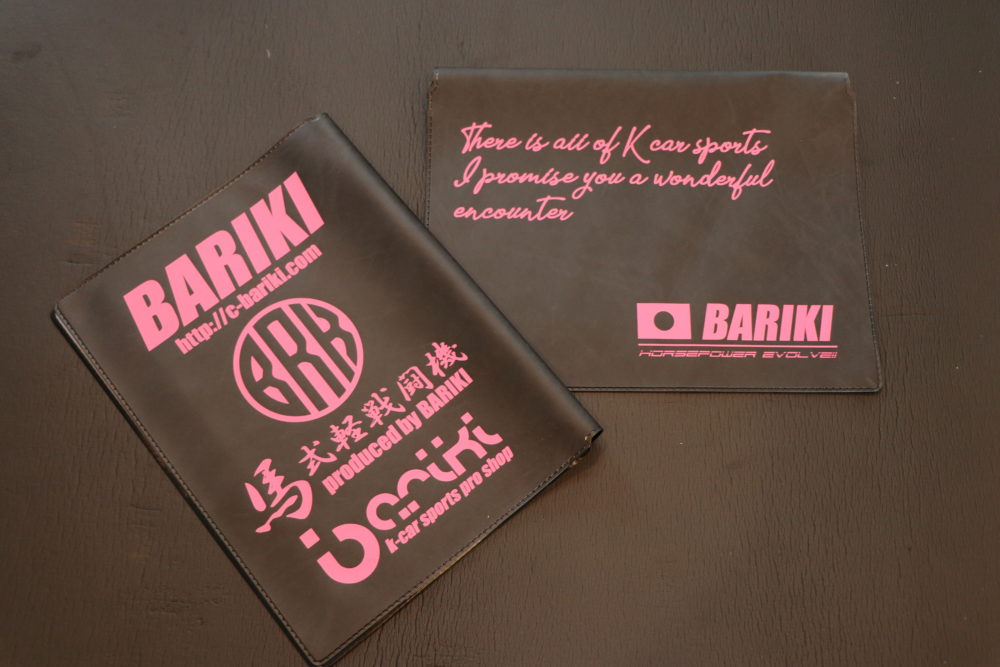 BARIKI
http://c-bariki.com
BRK
馬式軽戦闘機
produced by BARIKI
bariki
k-car sports pro shop
There is all of K car sports
I promise you a wonderful
encounter
BARIKI
HORSEPOWER EVOLVE!!